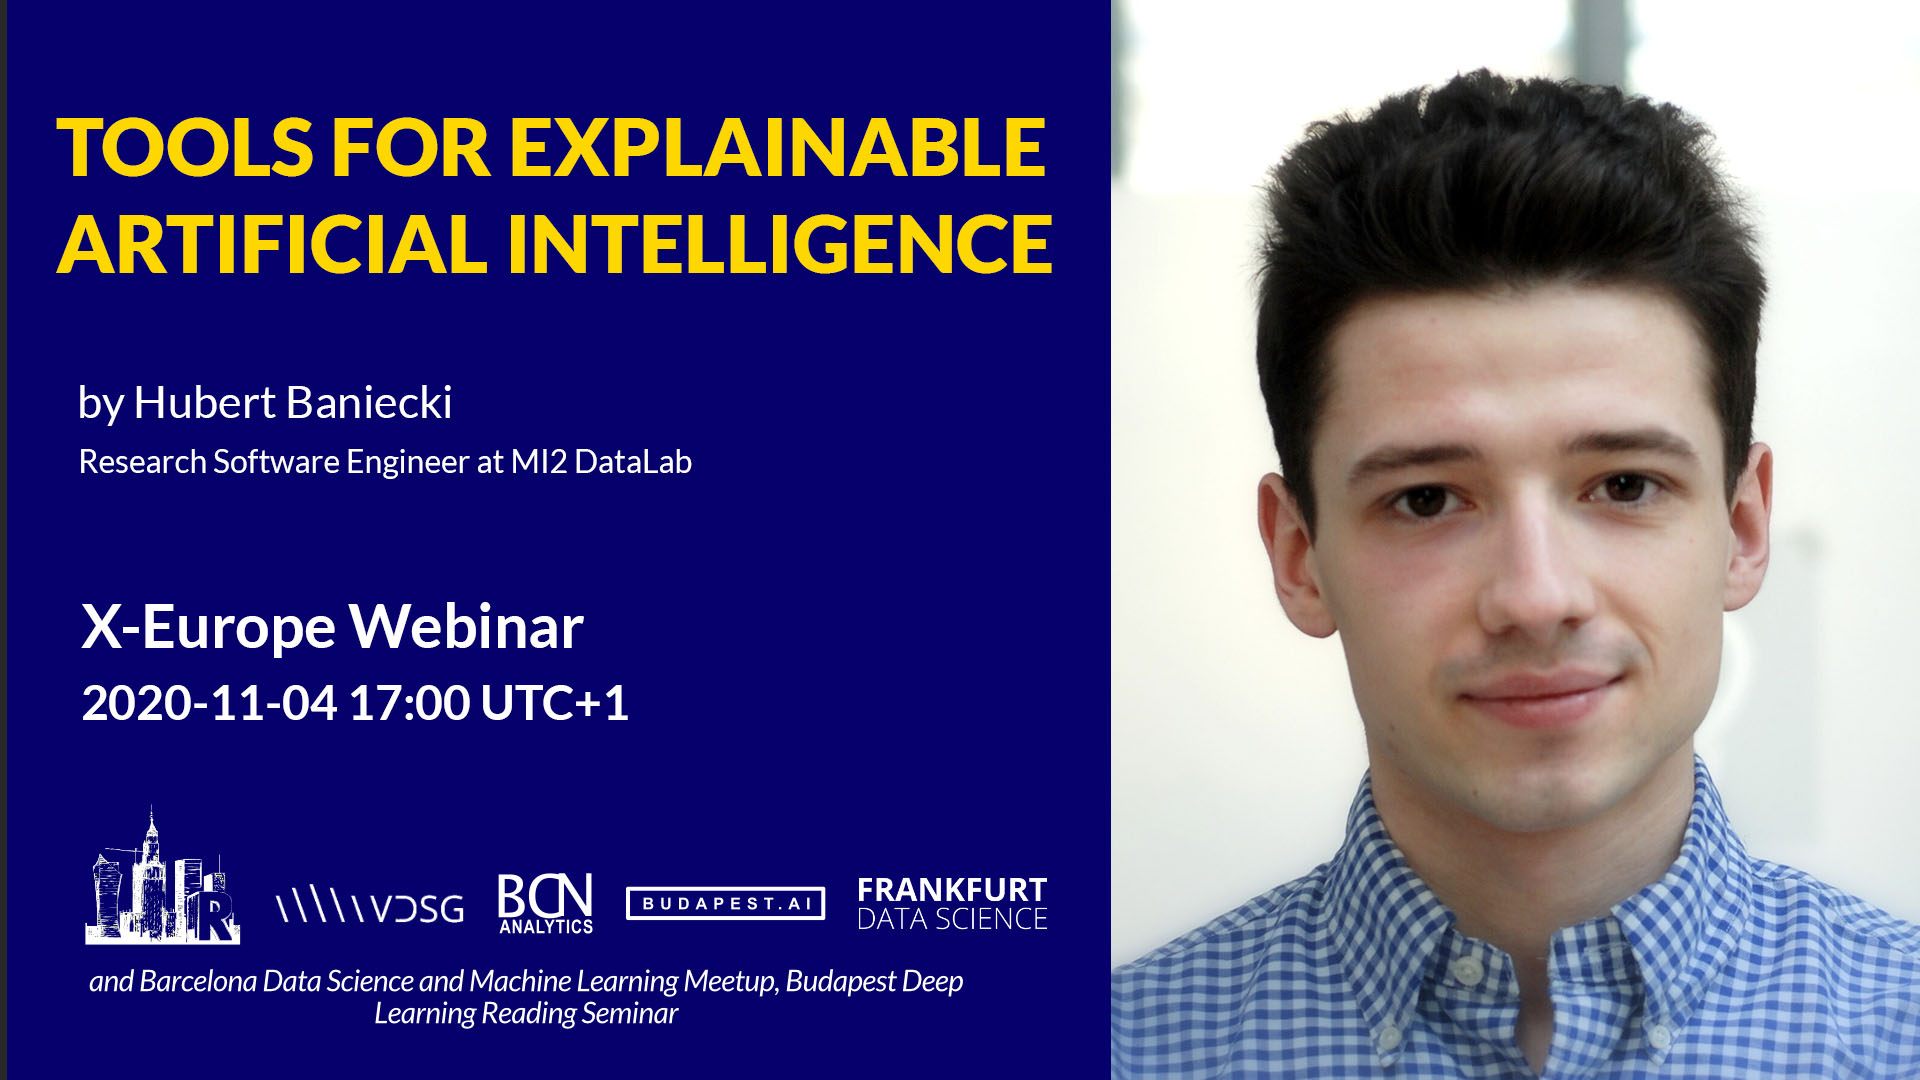 TOOLS FOR EXPLAINABLE
ARTIFICIAL INTELLIGENCE
by Hubert Baniecki
Research Software Engineer at MI2 DataLab
X-Europe Webinar
2020-11-04 17:00 UTC+1
R
VDSG
BCN
ANALYTICS
BUDAPEST.AI
FRANKFURT
DATA SCIENCE
and Barcelona Data Science and Machine Learning Meetup, Budapest Deep
Learning Reading Seminar